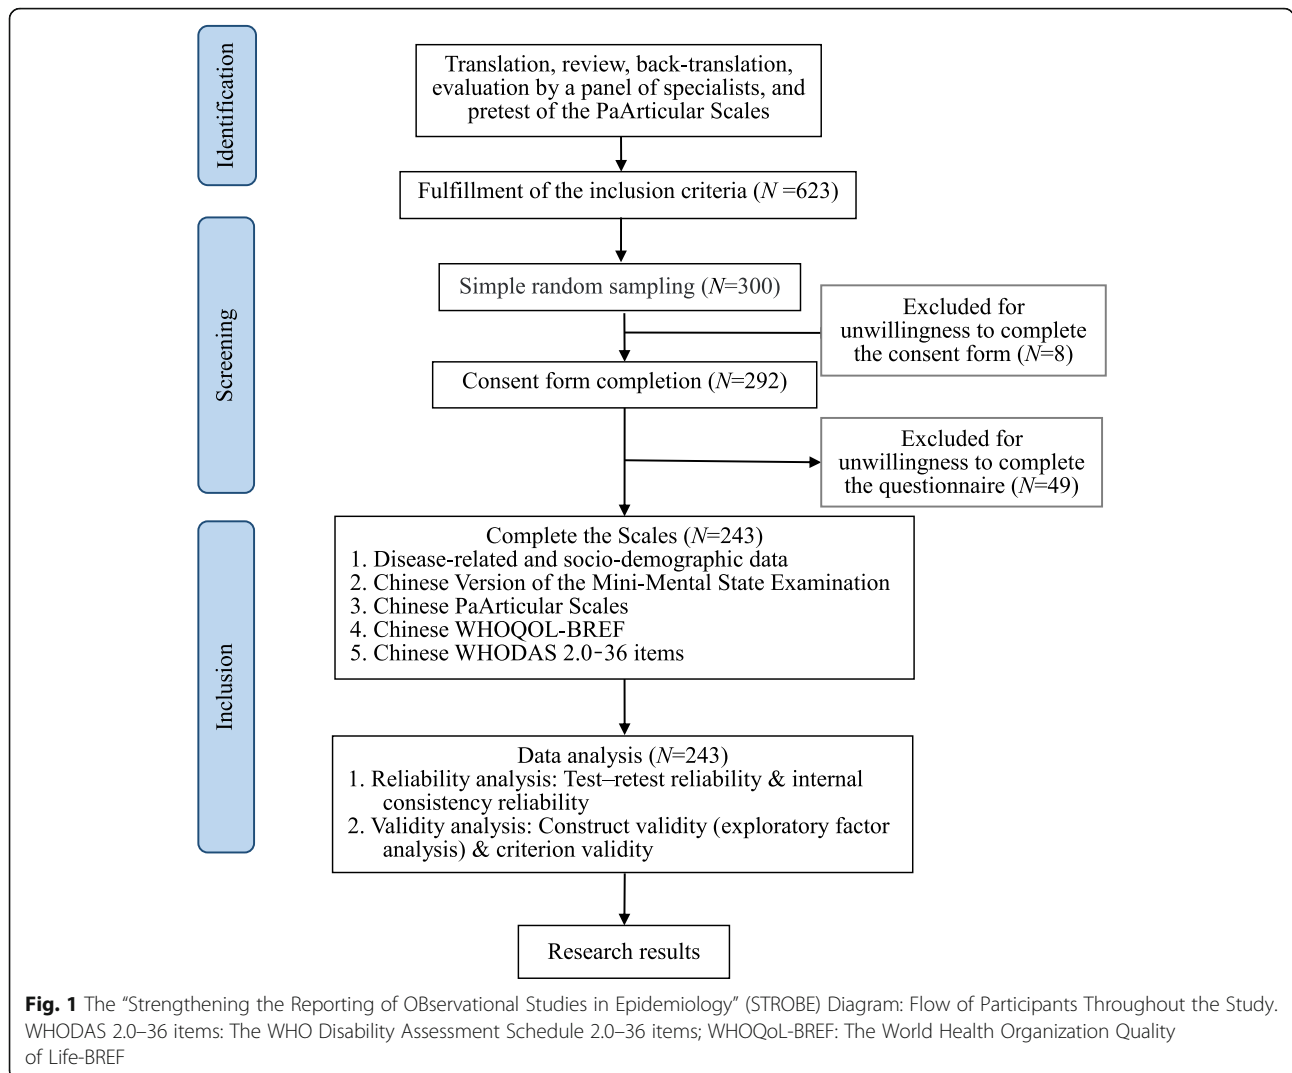 Identification
Translation, review, back-translation,
evaluation by a panel of specialists, and
pretest of the PaArticular Scales
Fulfillment of the inclusion criteria (N =623)
Screening
Simple random sampling (N=300)
Excluded for
unwillingness to complete
the consent form (N=8)
Consent form completion (N=292)
Excluded for
unwillingness to complete
the questionnaire (N=49)
Inclusion
Complete the Scales (N=243)
1. Disease-related and socio-demographic data
2. Chinese Version of the Mini-Mental State Examination
3. Chinese PaArticular Scales
4. Chinese WHOQOL-BREF
5. Chinese WHODAS 2.0-36 items
Data analysis (N=243)
1. Reliability analysis: Test–retest reliability & internal
consistency reliability
2. Validity analysis: Construct validity (exploratory factor
analysis) & criterion validity
Research results
Fig. 1 The “Strengthening the Reporting of OBservational Studies in Epidemiology” (STROBE) Diagram: Flow of Participants Throughout the Study.
WHODAS 2.0–36 items: The WHO Disability Assessment Schedule 2.0–36 items; WHOQoL-BREF: The World Health Organization Quality
of Life-BREF